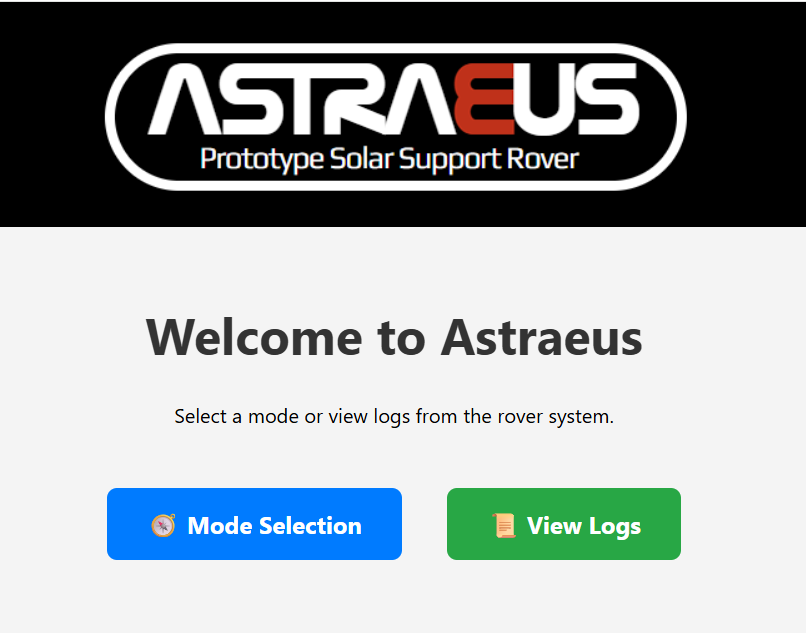 ASTRAEUS
Prototype Solar Support Rover
Welcome to Astraeus
Select a mode or view logs from the rover system.
Mode Selection
View Logs